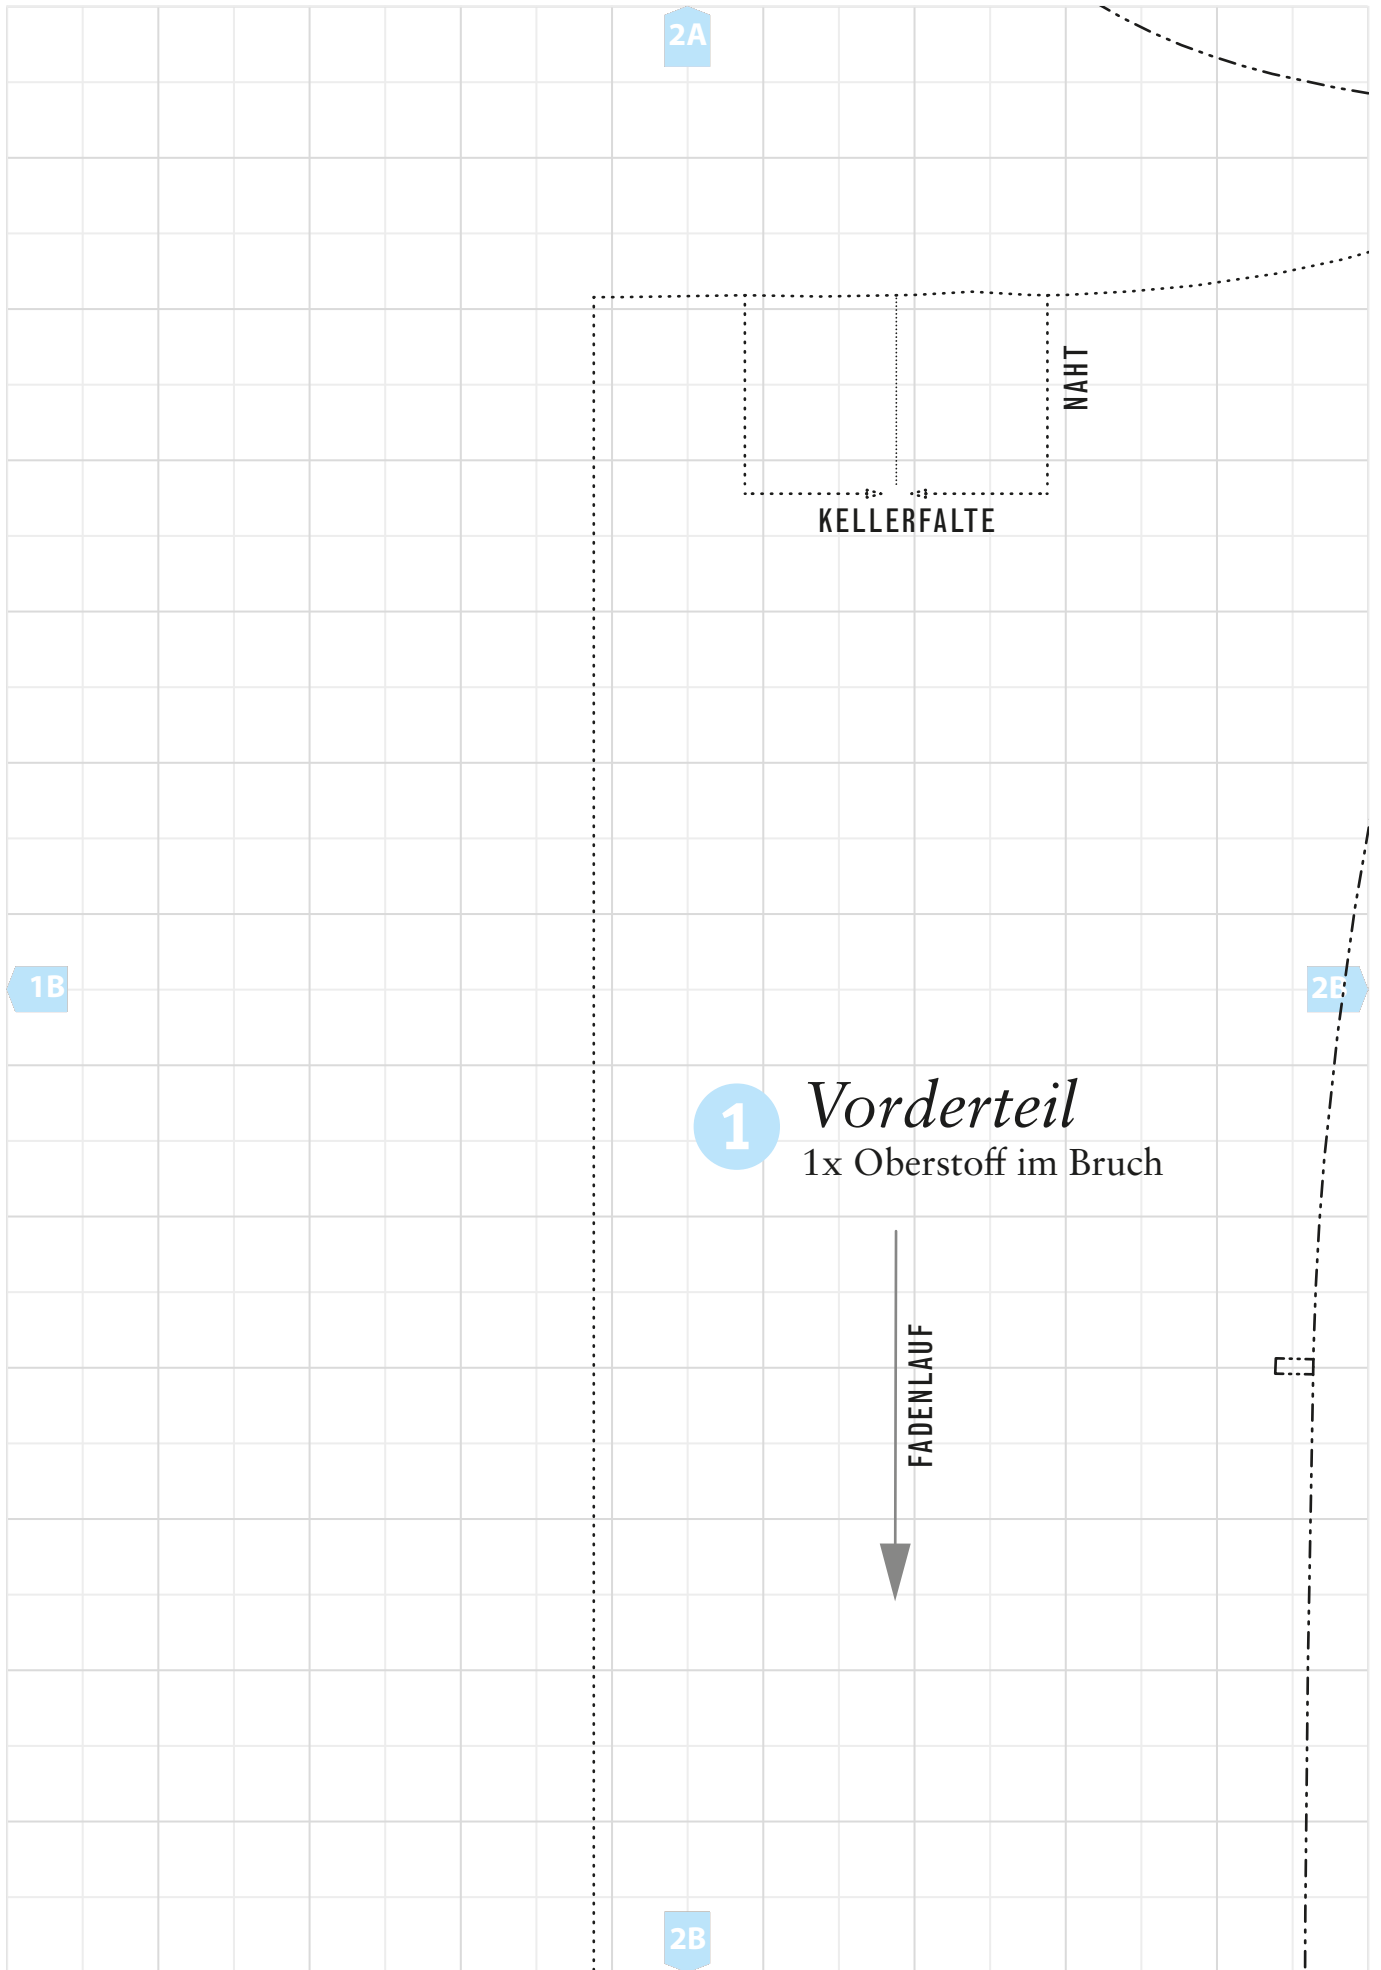 2A
NAHT
KELLERFALTE
1B
2B
1
Vorderteil
1x Oberstoff im Bruch
FADENLAUF
2B